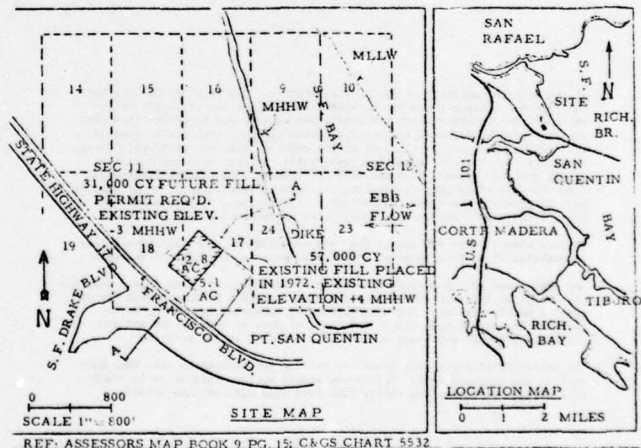 14 15 16 9 10
MLLW
MHHW
S F BAY
SEC 11
SEC 12
31,000 CY FUTURE FILL
PERMIT REQ'D.
EXISTING ELEV.
-3 MHHW
A
EBB
FLOW
19 18 17 24 DIKE 23
2.8
AC
5.1
AC
57,000 CY
EXISTING FILL PLACED
IN 1972. EXISTING
ELEVATION +4 MHHW
STATE HIGHWAY 17
S. F. DRAKE BLVD
FRANCISCO BLVD
PT. SAN QUENTIN
A
N
0 800
SCALE 1" = 800'
SITE MAP
SAN
RAFAEL
S. F.
N
SITE
RICH.
BR.
SAN
QUENTIN
U.S. 101
BAY
CORTE MADERA
TIBURO
RICH.
BAY
LOCATION MAP
0 1 2 MILES
REF: ASSESSORS MAP BOOK 9 PG. 15; C&GS CHART 5532